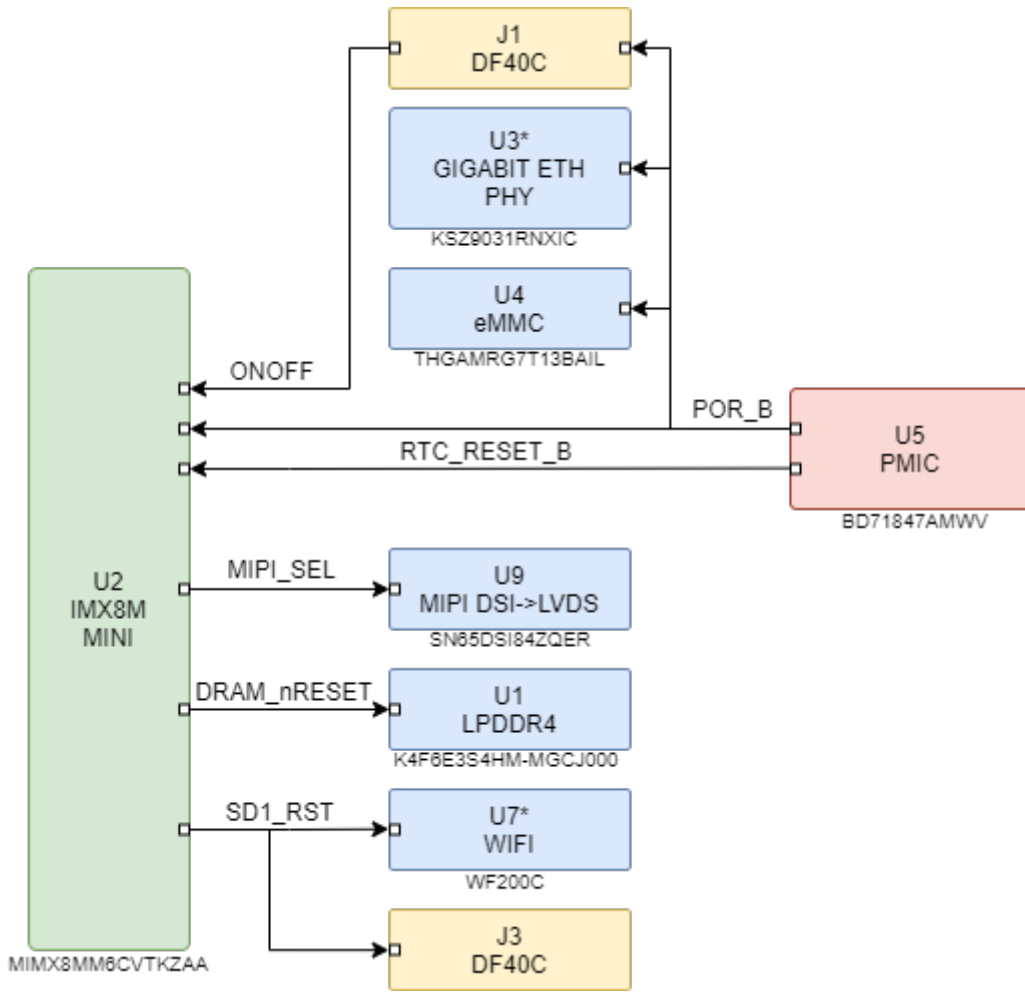 J1
DF40C
U3*
GIGABIT ETH
PHY
KSZ9031RNXIC
U4
eMMC
THGAMRG7T13BAIL
ONOFF
POR_B
RTC_RESET_B
U5
PMIC
BD71847AMWV
U2
IMX8M
MINI
MIMX8MM6CVTKZAA
MIPI_SEL
U9
MIPI DSI->LVDS
SN65DSI84ZQER
DRAM_nRESET
U1
LPDDR4
K4F6E3S4HM-MGCJ000
SD1_RST
U7*
WIFI
WF200C
J3
DF40C